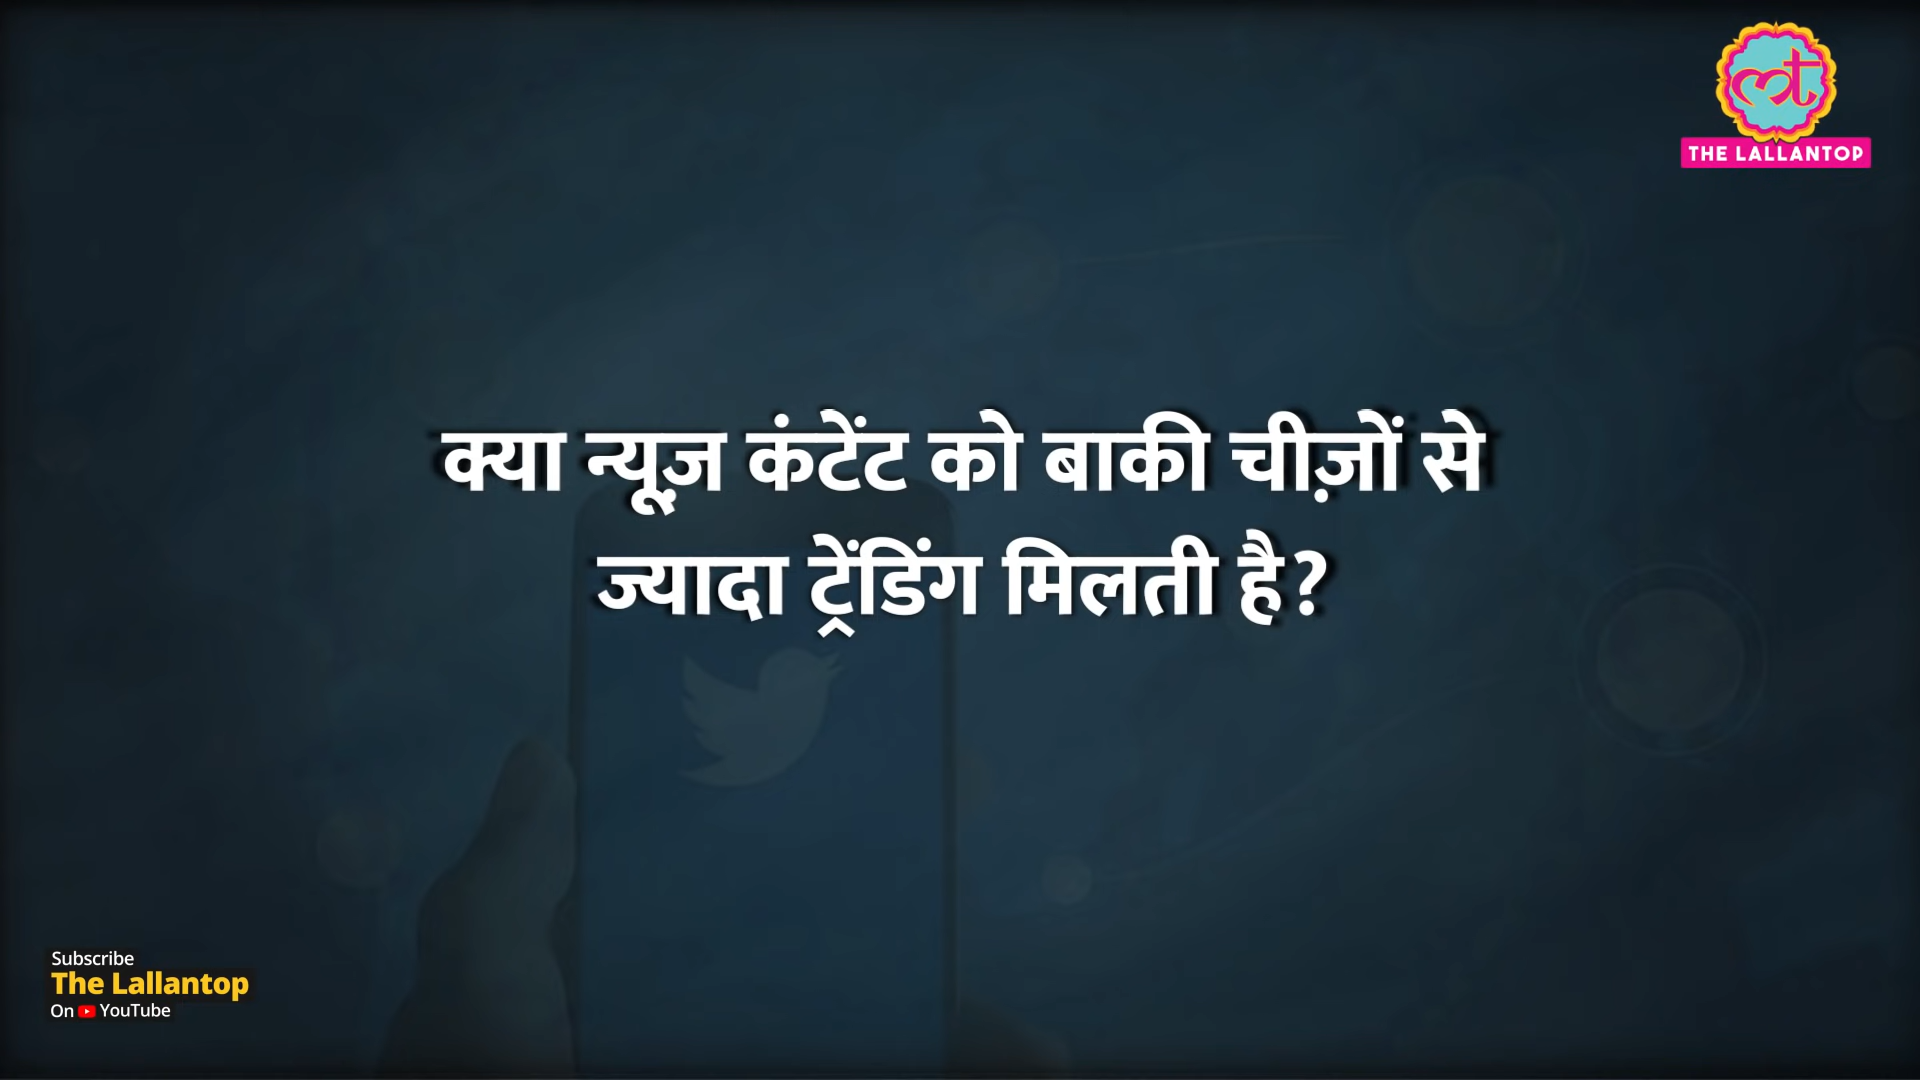 THE LALLANTOP
क्या न्यूज़ कंटेंट को बाकी चीज़ों से
ज्यादा ट्रेंडिंग मिलती है?
Subscribe
The Lallantop
On YouTube